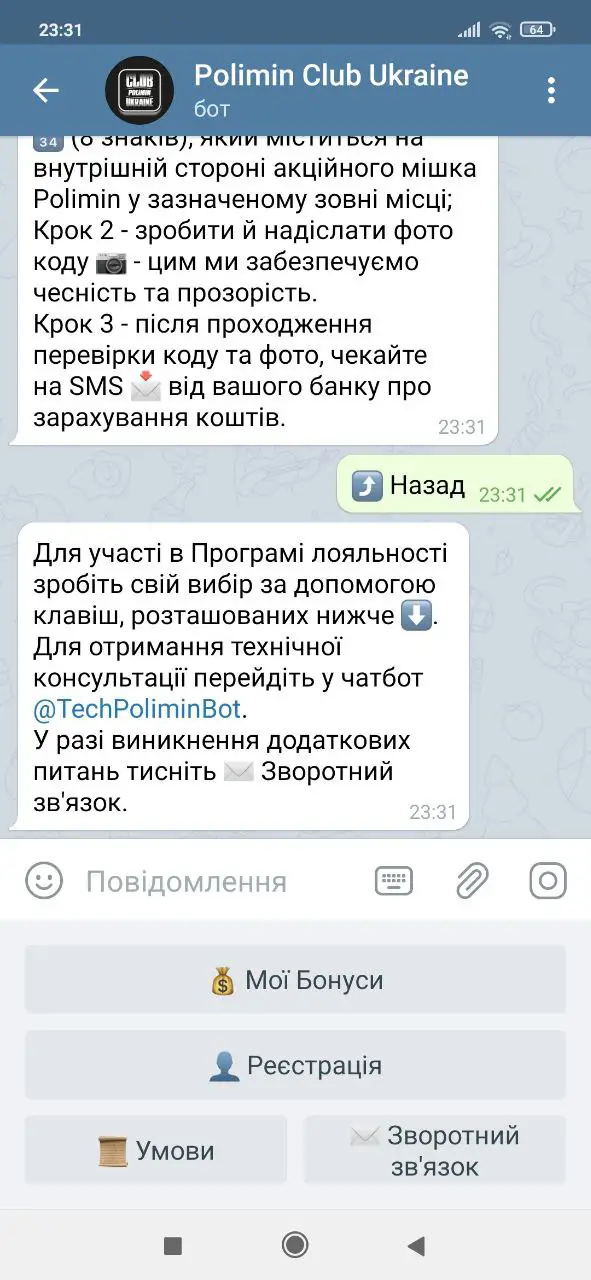 23:31
64
CLUB
POLIMIN
UKRAINE
Polimin Club Ukraine
бот
34 (8 знаків), який міститься на
внутрішній стороні акційного мішка
Polimin у зазначеному зовні місці;
Крок 2 - зробити й надіслати фото
коду 📷 - цим ми забезпечуємо
чесність та прозорість.
Крок 3 - після проходження
перевірки коду та фото, чекайте
на SMS 📩 від вашого банку про
зарахування коштів.
23:31
⤴️ Назад 23:31
Для участі в Програмі лояльності
зробіть свій вибір за допомогою
клавіш, розташованих нижче ⬇️.
Для отримання технічної
консультації перейдіть у чатбот
@TechPoliminBot.
У разі виникнення додаткових
питань тисніть ✉️ Зворотний
зв'язок.
23:31
Повідомлення
💰 Мої Бонуси
👤 Реєстрація
📜 Умови
✉️ Зворотний
зв'язок